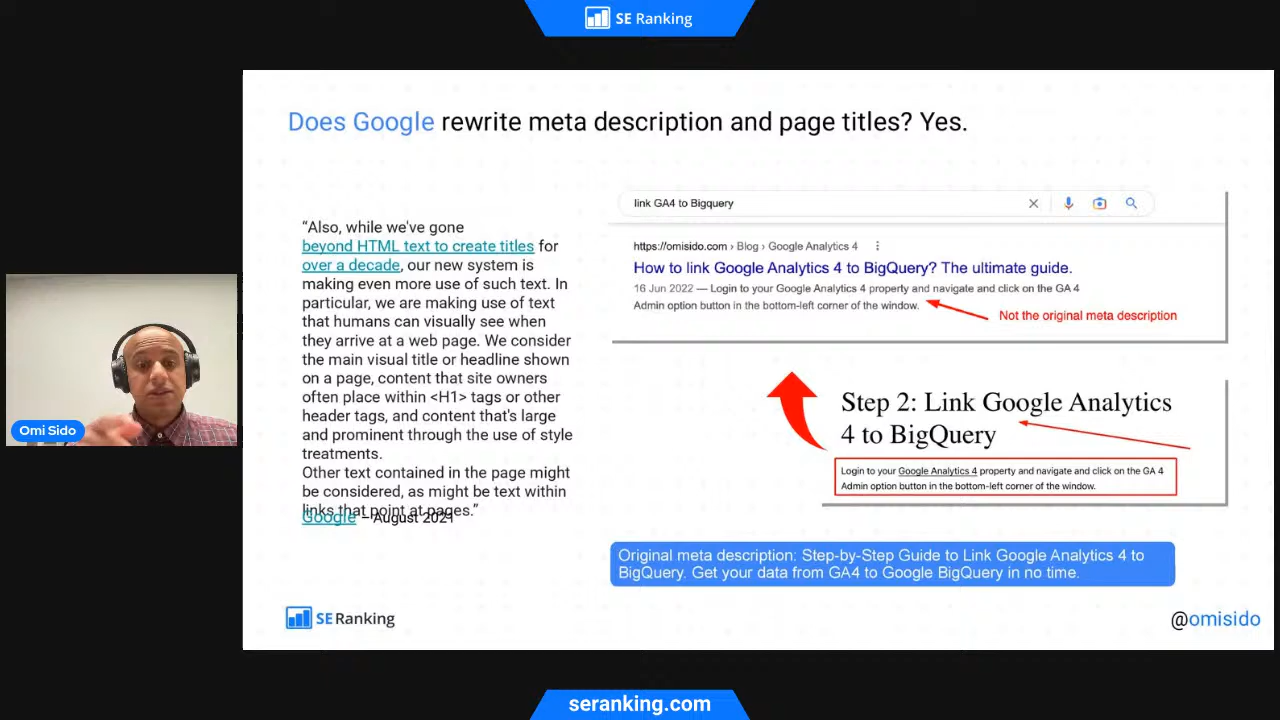 SE Ranking
Does Google rewrite meta description and page titles? Yes.
“Also, while we've gone
beyond HTML text to create titles for
over a decade, our new system is
making even more use of such text. In
particular, we are making use of text
that humans can visually see when
they arrive at a web page. We consider
the main visual title or headline shown
on a page, content that site owners
often place within <H1> tags or other
header tags, and content that's large
and prominent through the use of style
treatments.
Other text contained in the page might
be considered, as might be text within
links that point at pages.”
Google – August 2021
link GA4 to Bigquery
https://omisido.com › Blog › Google Analytics 4
How to link Google Analytics 4 to BigQuery? The ultimate guide.
16 Jun 2022 — Login to your Google Analytics 4 property and navigate and click on the GA 4
Admin option button in the bottom-left corner of the window.
Not the original meta description
Step 2: Link Google Analytics
4 to BigQuery
Login to your Google Analytics 4 property and navigate and click on the GA 4
Admin option button in the bottom-left corner of the window.
Original meta description: Step-by-Step Guide to Link Google Analytics 4 to
BigQuery. Get your data from GA4 to Google BigQuery in no time.
Omi Sido
SE Ranking
@omisido
seranking.com